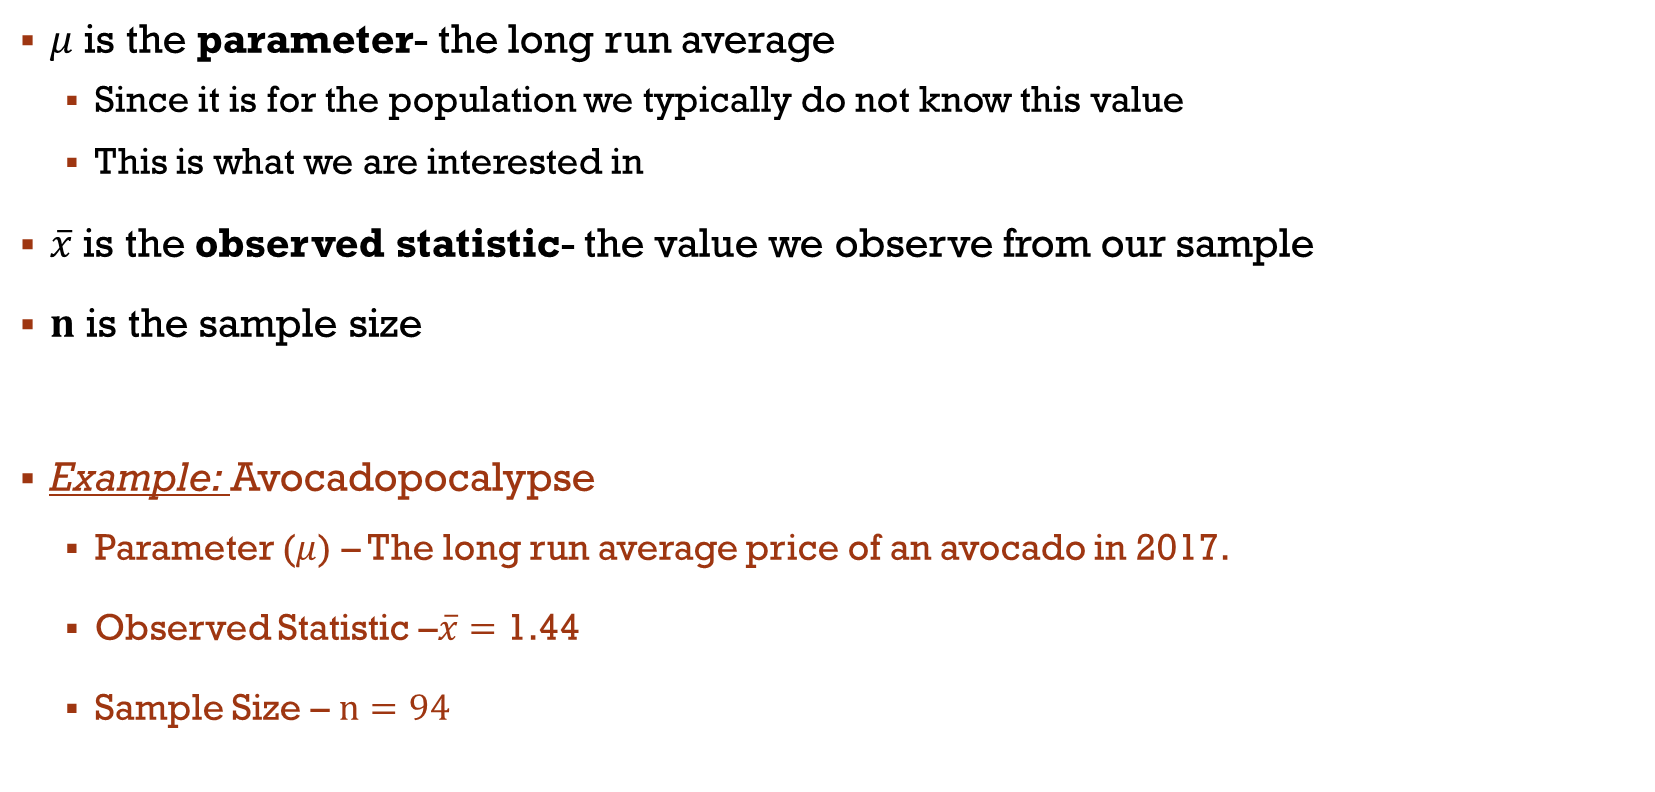 ▪ 𝜇 is the parameter- the long run average
▪ Since it is for the population we typically do not know this value
▪ This is what we are interested in
▪ x̄ is the observed statistic- the value we observe from our sample
▪ n is the sample size
▪ Example: Avocadopocalypse
▪ Parameter (𝜇) – The long run average price of an avocado in 2017.
▪ Observed Statistic –x̄ = 1.44
▪ Sample Size – n = 94